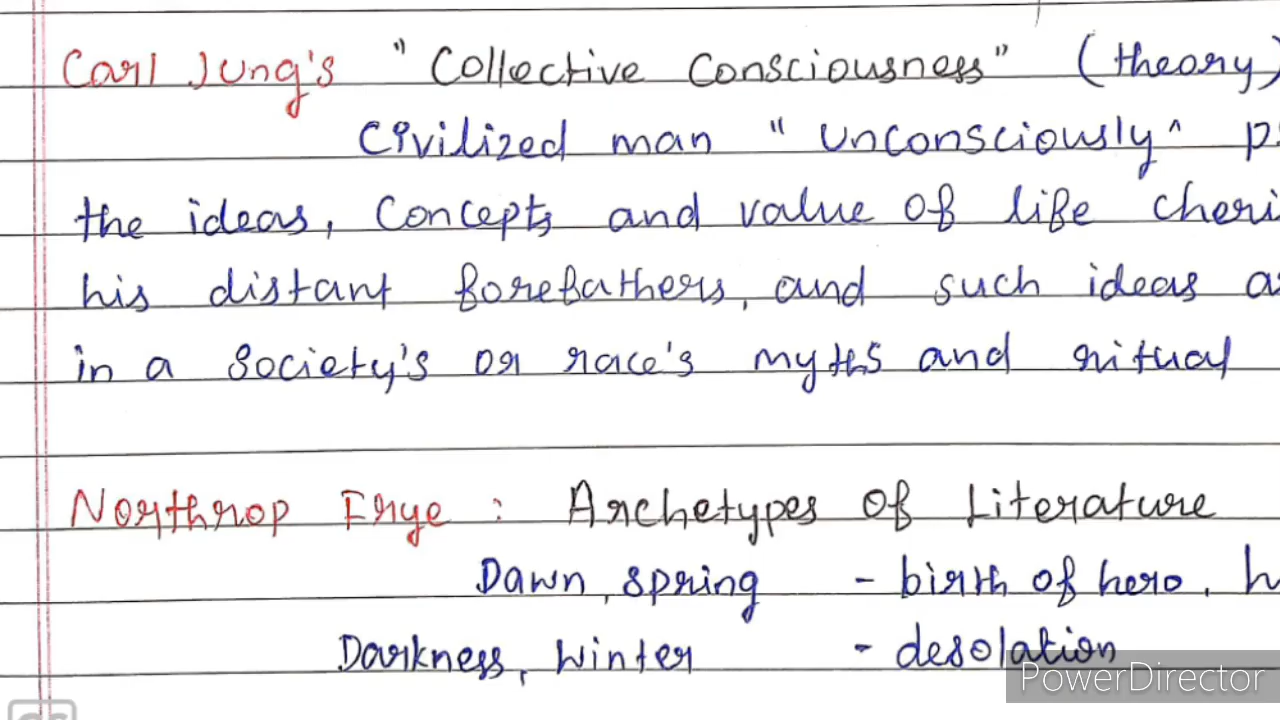 Carl Jung's "Collective Consciousness" (theory)
Civilized man "unconsciously"
the ideas, Concepts and value of life
his distant forefathers, and such ideas
in a society's or race's myths and ritual
Northrop Frye : Archetypes of Literature
Dawn, spring - birth of hero.
Darkness, Winter - desolation
PowerDirector